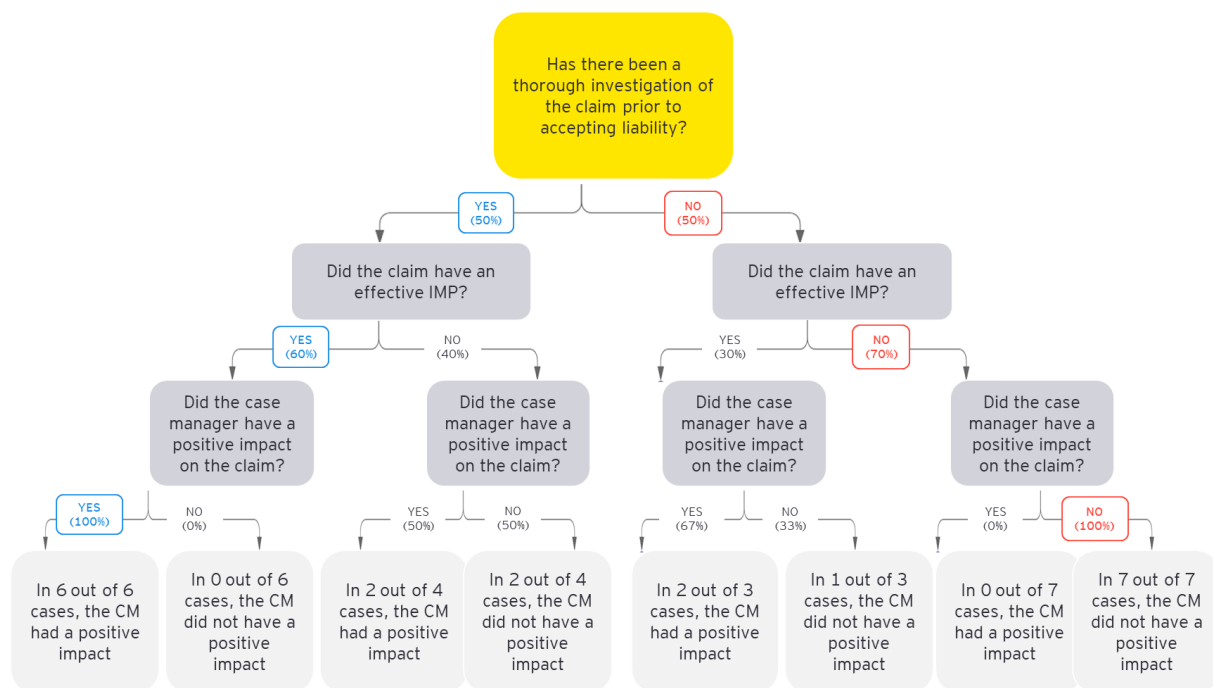 Has there been a
thorough investigation of
the claim prior to
accepting liability?
YES
(50%)
NO
(50%)
Did the claim have an
effective IMP?
Did the claim have an
effective IMP?
YES
(60%)
NO
(40%)
YES
(30%)
NO
(70%)
Did the case
manager have a
positive impact
on the claim?
Did the case
manager have a
positive impact
on the claim?
Did the case
manager have a
positive impact
on the claim?
Did the case
manager have a
positive impact
on the claim?
YES
(100%)
NO
(0%)
YES
(50%)
NO
(50%)
YES
(67%)
NO
(33%)
YES
(0%)
NO
(100%)
In 6 out of 6
cases, the CM
had a positive
impact
In 0 out of 6
cases, the CM
did not have a
positive
impact
In 2 out of 4
cases, the CM
had a positive
impact
In 2 out of 4
cases, the CM
did not have a
positive
impact
In 2 out of 3
cases, the CM
had a positive
impact
In 1 out of 3
cases, the CM
did not have a
positive
impact
In 0 out of 7
cases, the CM
had a positive
impact
In 7 out of 7
cases, the CM
did not have a
positive
impact